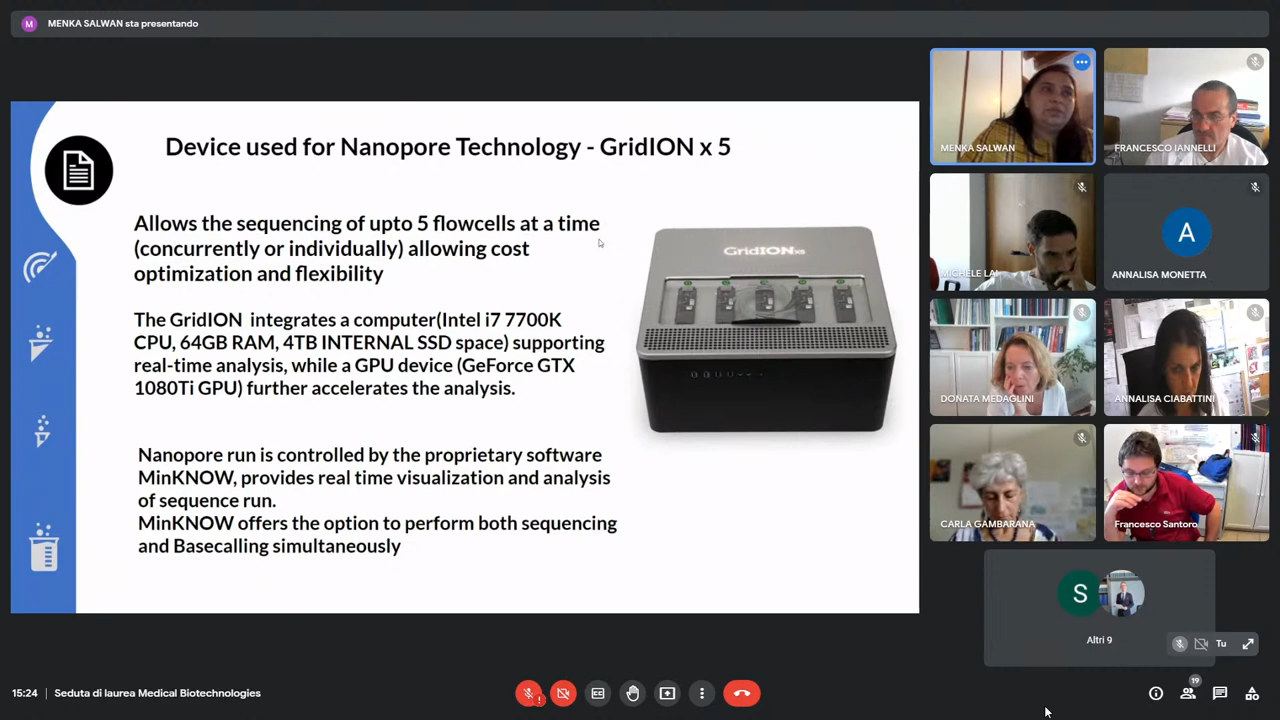 M
MENKA SALWAN sta presentando
Device used for Nanopore Technology - GridION x 5
Allows the sequencing of upto 5 flowcells at a time
(concurrently or individually) allowing cost
optimization and flexibility
The GridION integrates a computer(Intel i7 7700K
CPU, 64GB RAM, 4TB INTERNAL SSD space) supporting
real-time analysis, while a GPU device (GeForce GTX
1080Ti GPU) further accelerates the analysis.
Nanopore run is controlled by the proprietary software
MinKNOW, provides real time visualization and analysis
of sequence run.
MinKNOW offers the option to perform both sequencing
and Basecalling simultaneously
GridIONx5
MENKA SALWAN
FRANCESCO IANNELLI
MICHELE LAI
A
ANNALISA MONETTA
DONATA MEDAGLINI
ANNALISA CIABATTINI
CARLA GAMBARANA
Francesco Santoro
S
Altri 9
Tu
15:24
Seduta di laurea Medical Biotechnologies
19